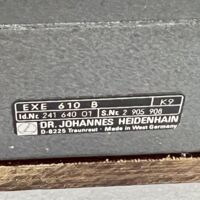 EXE 610 B K9
Id.Nr. 241 640 01 S.Nr. 2 905 908
DR. JOHANNES HEIDENHAIN
D-8225 Traunreut · Made in West Germany